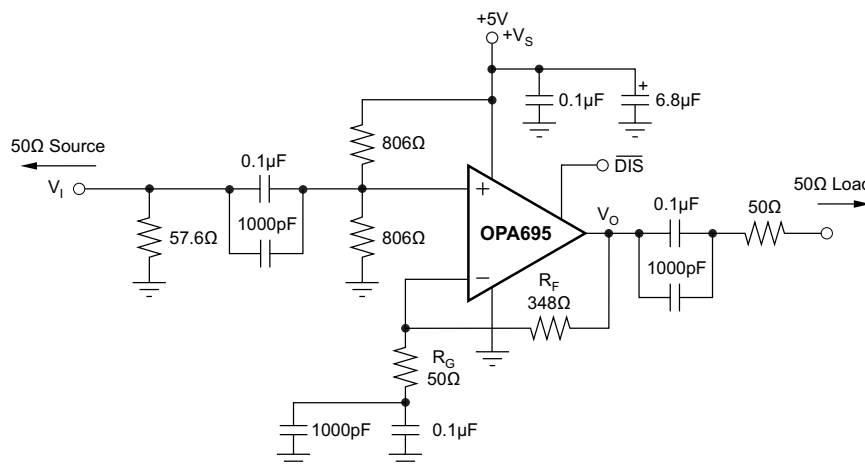 +5V
+V_S
0.1µF
6.8µF
50Ω Source
806Ω
0.1µF
DIS
V_I
50Ω Load
0.1µF
+
50Ω
57.6Ω
1000pF
806Ω
OPA695
V_O
1000pF
−
R_F
348Ω
R_G
50Ω
1000pF
0.1µF
+